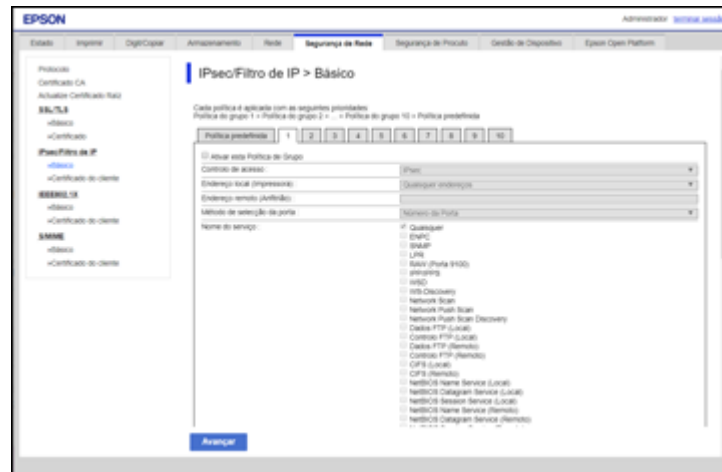 EPSON
Administrador terminar sessão
Estado Imprimir Digit/Copiar Armazenamento Rede Segurança de Rede Segurança de Produto Gestão de Dispositivo Epson Open Platform
Protocolo
Certificado CA
Actualize Certificado Raiz
SSL/TLS
»Básico
»Certificado
IPsec/Filtro de IP
»Básico
»Certificado do cliente
IEEE802.1X
»Básico
»Certificado do cliente
S/MIME
»Básico
»Certificado do cliente
IPsec/Filtro de IP > Básico
Cada política é aplicada com as seguintes prioridades:
Política do grupo 1 > Política do grupo 2 > ... > Política do grupo 10 > Política predefinida
Política predefinida 1 2 3 4 5 6 7 8 9 10
Ativar esta Política de Grupo
Controlo de acesso : IPsec
Endereço local (Impressora) : Quaisquer endereços
Endereço remoto (Anfitrião) :
Método de selecção da porta : Número da Porta
Nome do serviço : Quaisquer
ENPC
SNMP
LPR
RAW (Porta 9100)
IPP/IPPS
WSD
WS-Discovery
Network Scan
Network Push Scan
Network Push Scan Discovery
Dados FTP (Local)
Controlo FTP (Local)
Dados FTP (Remoto)
Controlo FTP (Remoto)
CIFS (Local)
CIFS (Remoto)
NetBIOS Name Service (Local)
NetBIOS Datagram Service (Local)
NetBIOS Session Service (Local)
NetBIOS Name Service (Remoto)
NetBIOS Datagram Service (Remoto)
Avançar